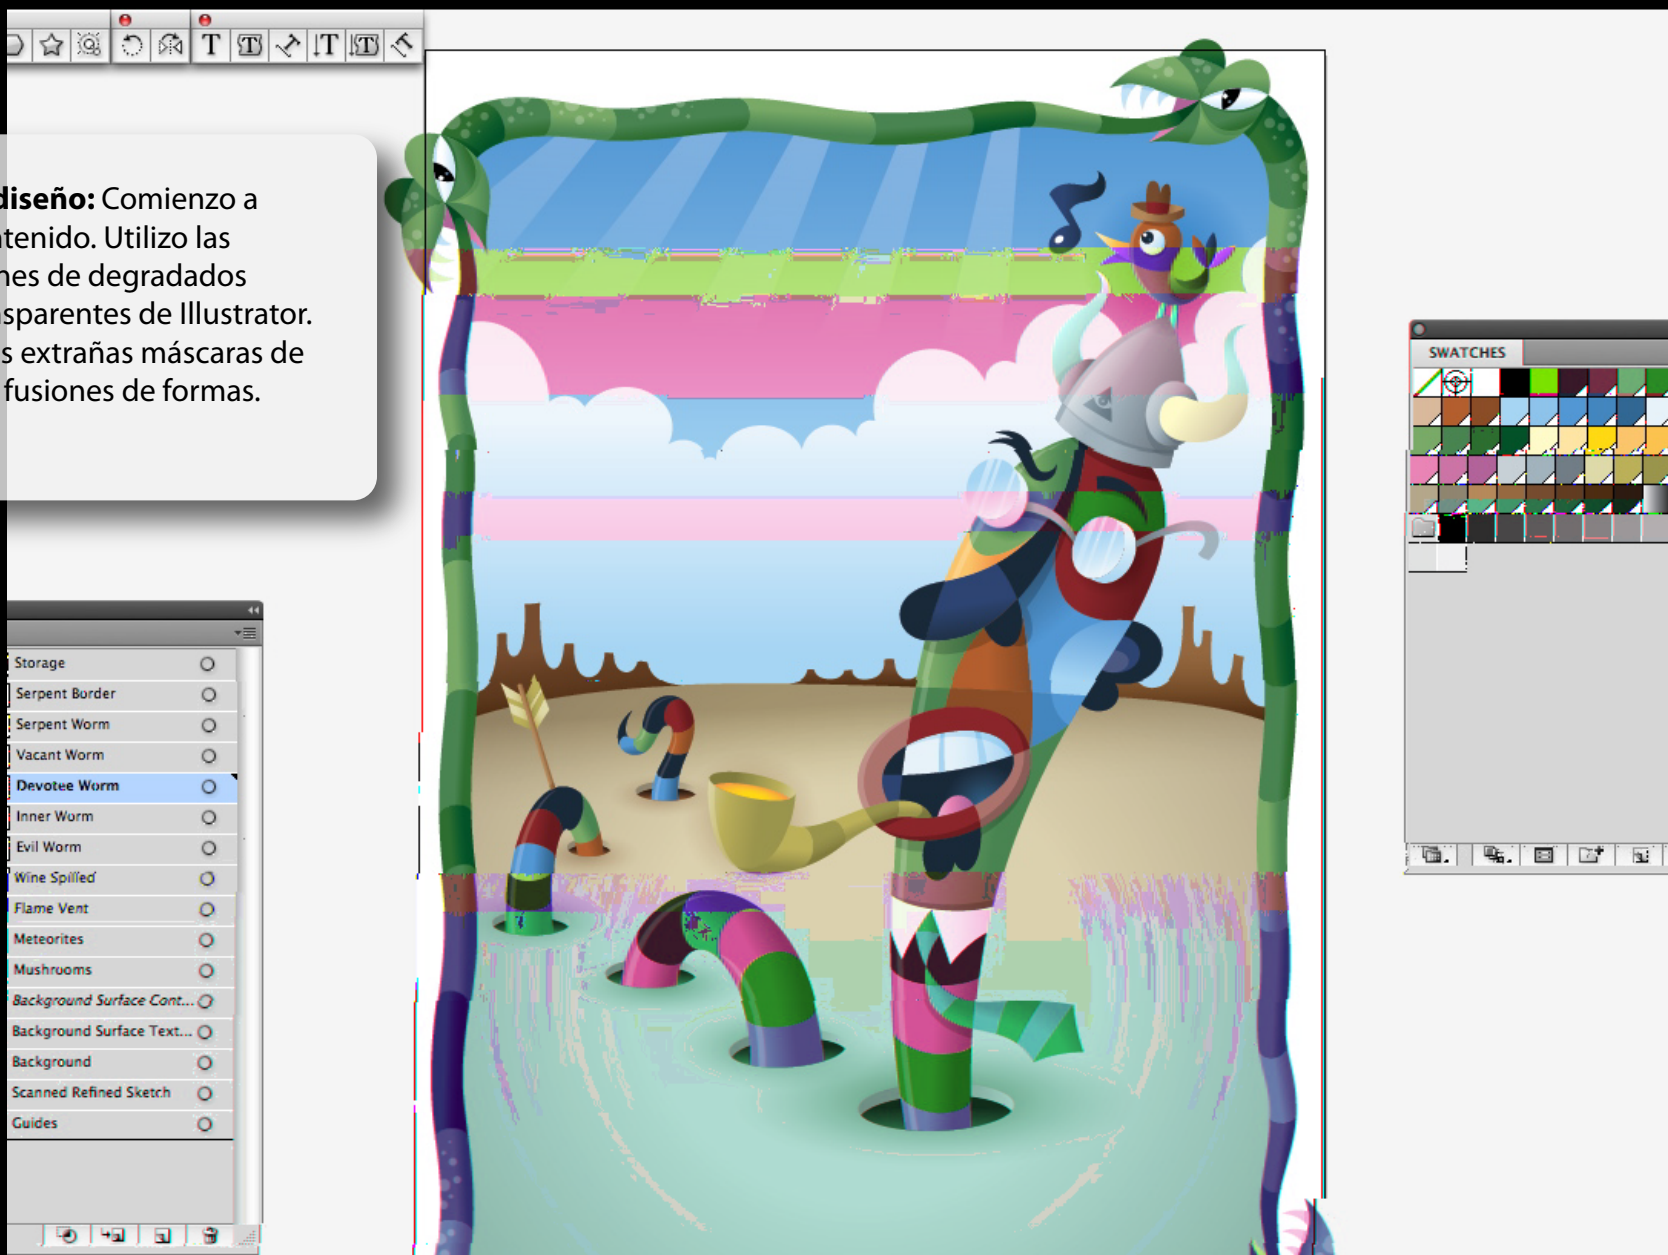 diseño: Comienzo a
tenido. Utilizo las
nes de degradados
sparentes de Illustrator.
s extrañas máscaras de
fusiones de formas.
SWATCHES
Storage
Serpent Border
Serpent Worm
Vacant Worm
Devotee Worm
Inner Worm
Evil Worm
Wine Spilled
Flame Vent
Meteorites
Mushrooms
Background Surface Cont...
Background Surface Text...
Background
Scanned Refined Sketch
Guides